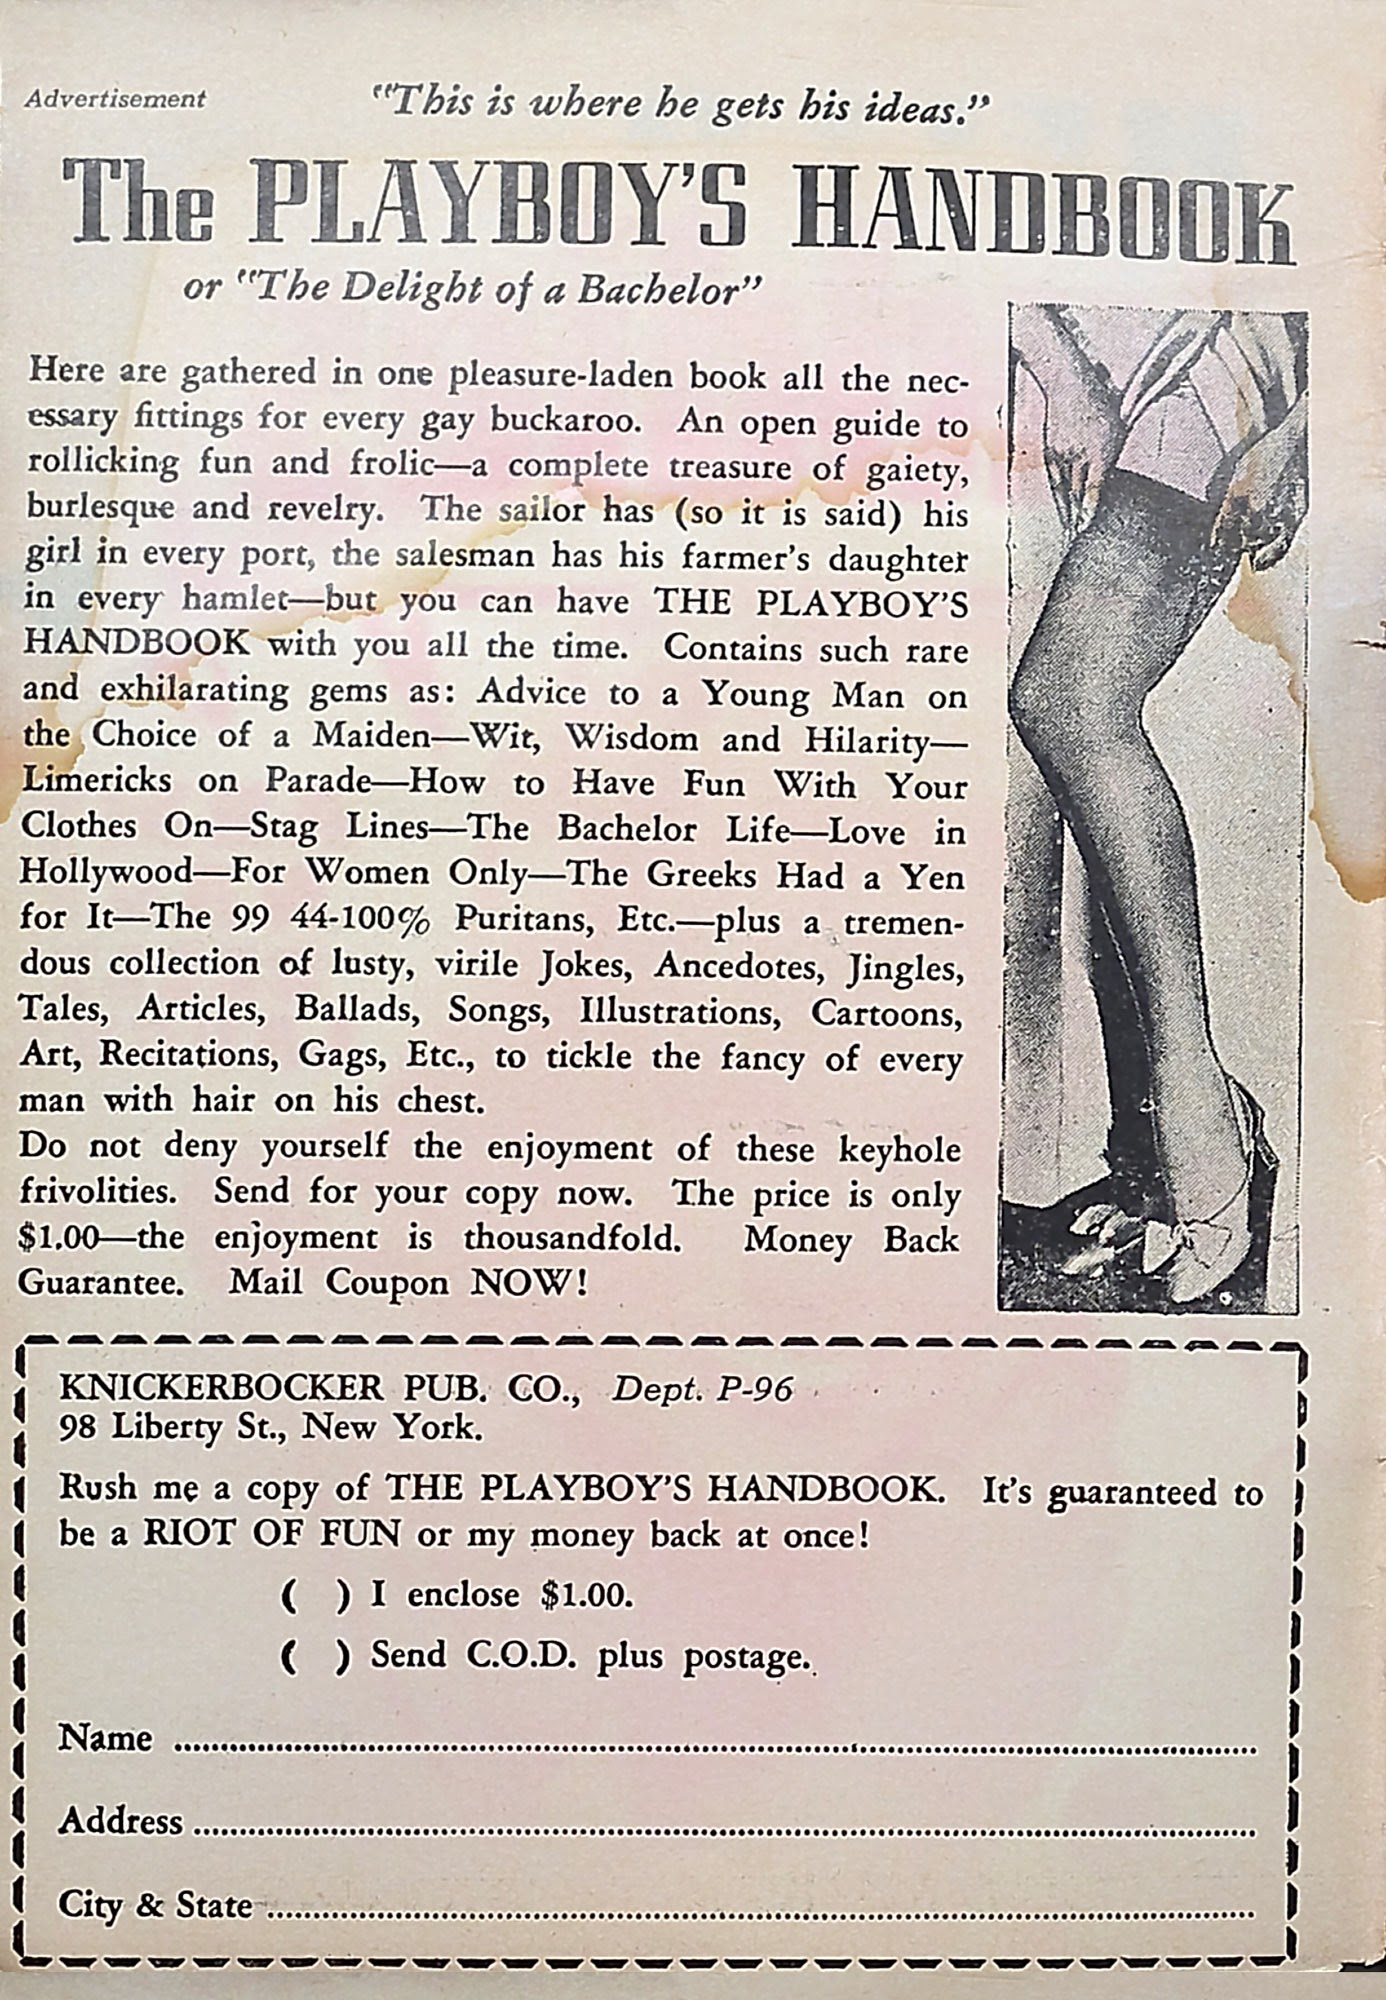 Advertisement
"This is where he gets his ideas."
The PLAYBOY'S HANDBOOK
or "The Delight of a Bachelor"
Here are gathered in one pleasure-laden book all the nec-
essary fittings for every gay buckaroo. An open guide to
rollicking fun and frolic—a complete treasure of gaiety,
burlesque and revelry. The sailor has (so it is said) his
girl in every port, the salesman has his farmer's daughter
in every hamlet—but you can have THE PLAYBOY'S
HANDBOOK with you all the time. Contains such rare
and exhilarating gems as: Advice to a Young Man on
the Choice of a Maiden—Wit, Wisdom and Hilarity—
Limericks on Parade—How to Have Fun With Your
Clothes On—Stag Lines—The Bachelor Life—Love in
Hollywood—For Women Only—The Greeks Had a Yen
for It—The 99 44-100% Puritans, Etc.—plus a tremen-
dous collection of lusty, virile Jokes, Ancedotes, Jingles,
Tales, Articles, Ballads, Songs, Illustrations, Cartoons,
Art, Recitations, Gags, Etc., to tickle the fancy of every
man with hair on his chest.
Do not deny yourself the enjoyment of these keyhole
frivolities. Send for your copy now. The price is only
$1.00—the enjoyment is thousandfold. Money Back
Guarantee. Mail Coupon NOW!
KNICKERBOCKER PUB. CO., Dept. P-96
98 Liberty St., New York.
Rush me a copy of THE PLAYBOY'S HANDBOOK. It's guaranteed to
be a RIOT OF FUN or my money back at once!
( ) I enclose $1.00.
( ) Send C.O.D. plus postage.
Name
Address
City & State